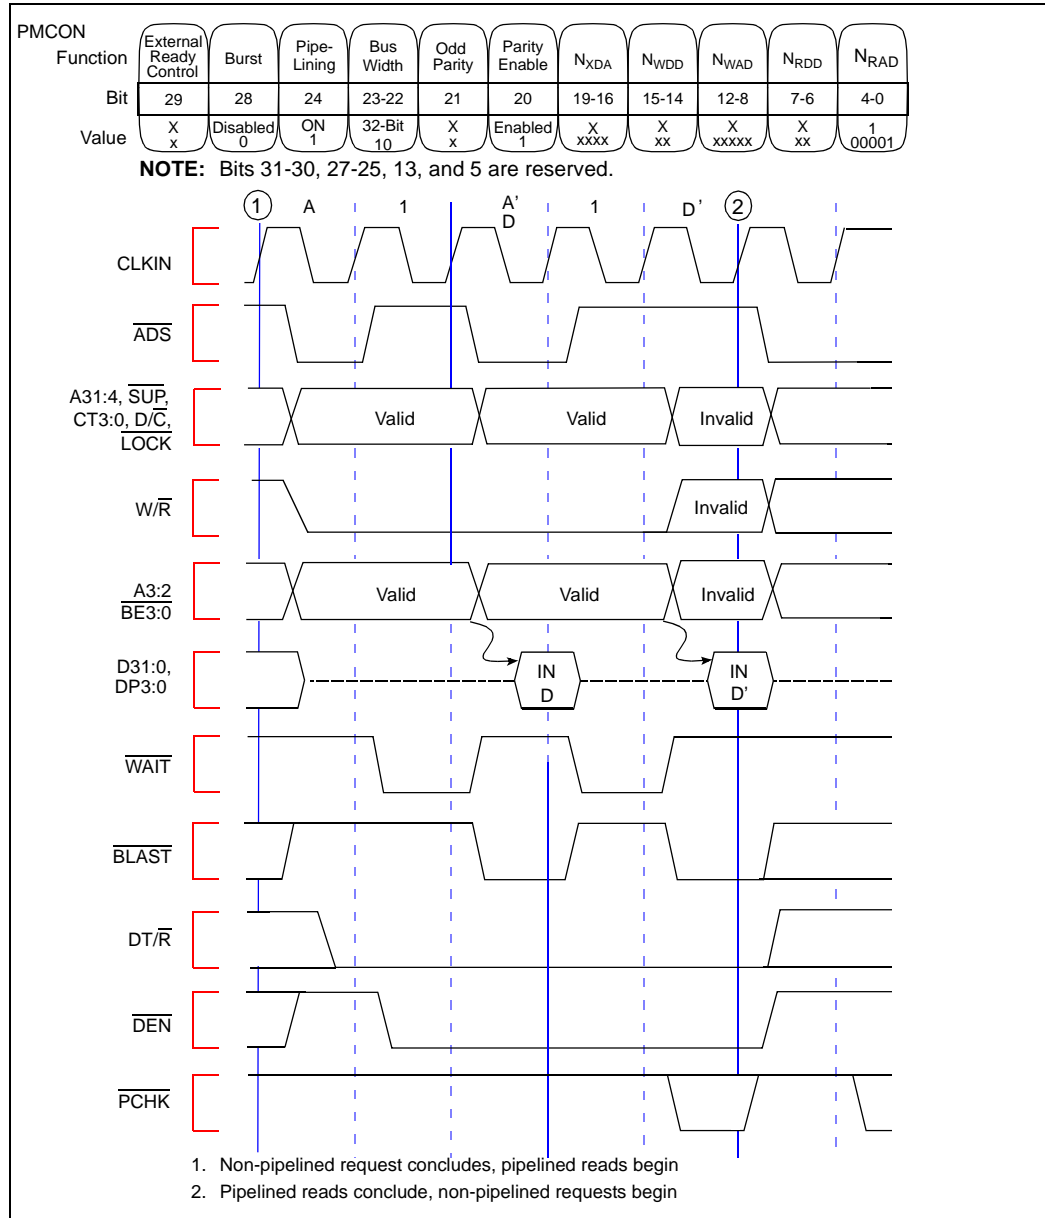 PMCON
Function External Ready Control Burst Pipe-Lining Bus Width Odd Parity Parity Enable NXDA NWDD NWAD NRDD NRAD
Bit 29 28 24 23-22 21 20 19-16 15-14 12-8 7-6 4-0
Value X x Disabled 0 ON 1 32-Bit 10 X x Enabled 1 X xxxx X xx X xxxxx X xx 1 00001
NOTE: Bits 31-30, 27-25, 13, and 5 are reserved.
1 A 1 A' D 1 D' 2
CLKIN
ADS
A31:4, SUP,
CT3:0, D/C,
LOCK
Valid Valid Invalid
W/R
Invalid
A3:2
BE3:0
Valid Valid Invalid
D31:0,
DP3:0
IN D IN D'
WAIT
BLAST
DT/R
DEN
PCHK
1. Non-pipelined request concludes, pipelined reads begin
2. Pipelined reads conclude, non-pipelined requests begin